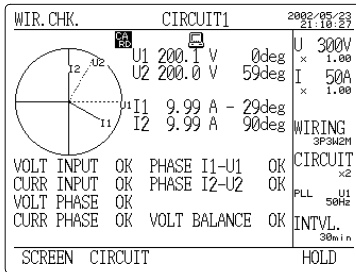 WIR.CHK. CIRCUIT1 2002/05/23
21:10:27
CA
RD
U1 200.1 V 0deg
U2 200.0 V 59deg
I1 9.99 A - 29deg
I2 9.99 A 90deg
I2
U2
U1
I1
VOLT INPUT OK PHASE I1-U1 OK
CURR INPUT OK PHASE I2-U2 OK
VOLT PHASE OK
CURR PHASE OK VOLT BALANCE OK
U 300V
× 1.00
I 50A
× 1.00
WIRING
3P3W2M
CIRCUIT
×2
PLL U1
50Hz
INTVL.
30min
SCREEN CIRCUIT HOLD